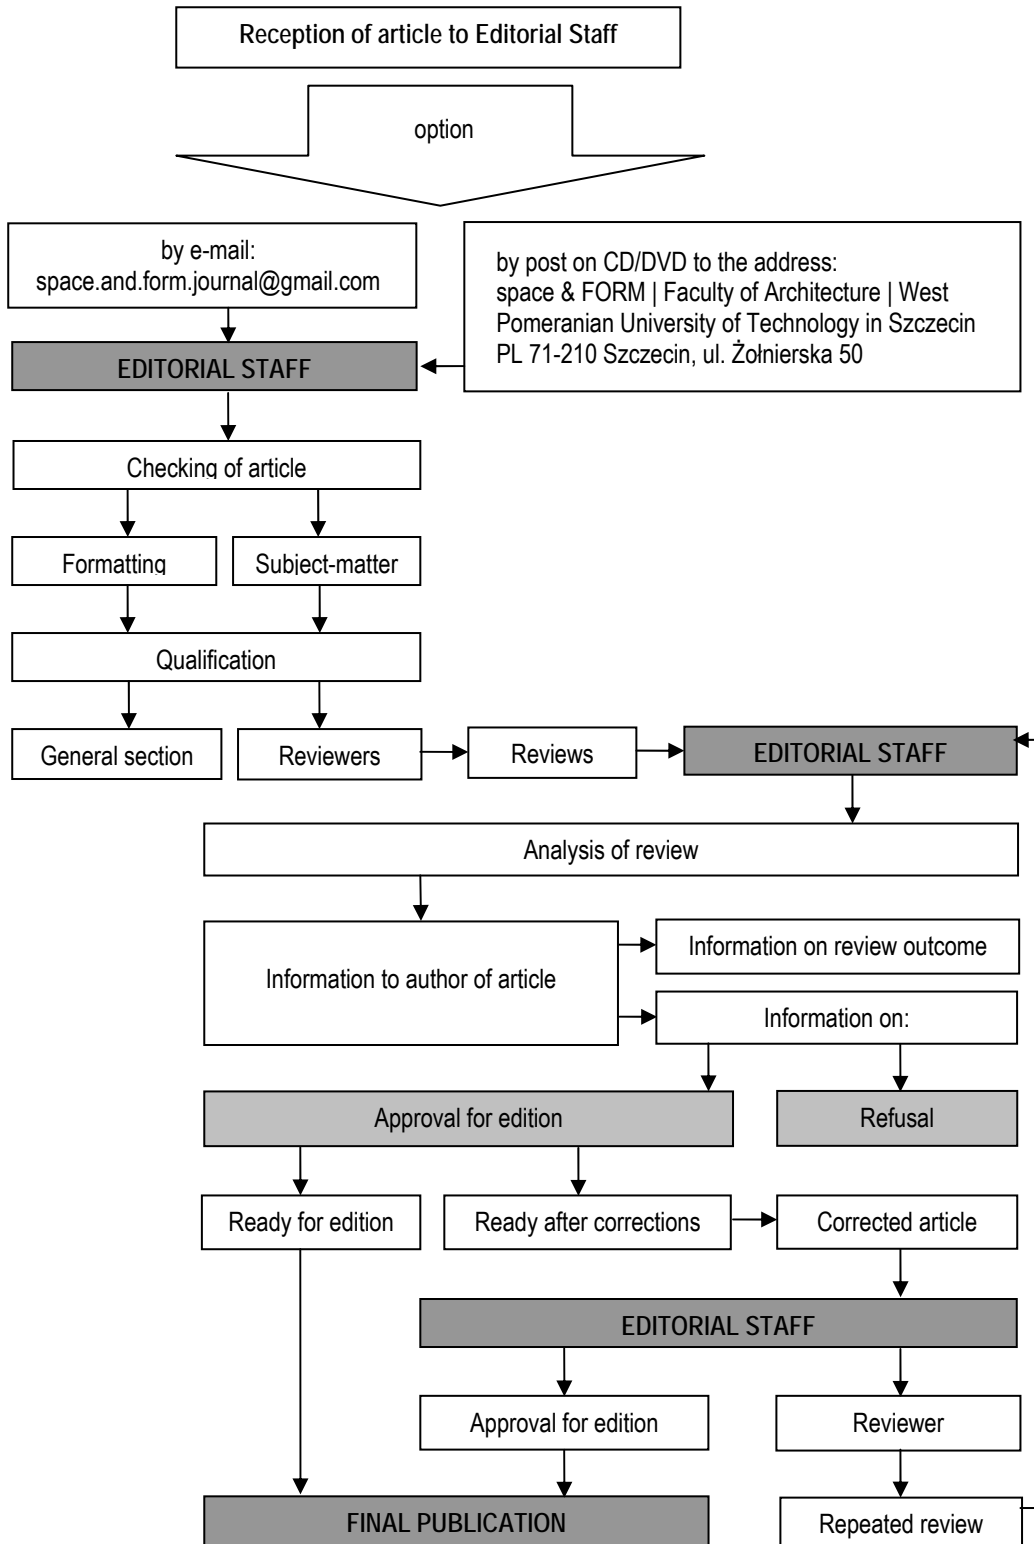 Reception of article to Editorial Staff
option
by e-mail:
space.and.form.journal@gmail.com
by post on CD/DVD to the address:
space & FORM | Faculty of Architecture | West
Pomeranian University of Technology in Szczecin
PL 71-210 Szczecin, ul. Żołnierska 50
EDITORIAL STAFF
Checking of article
Formatting
Subject-matter
Qualification
General section
Reviewers
Reviews
EDITORIAL STAFF
Analysis of review
Information to author of article
Information on review outcome
Information on:
Approval for edition
Refusal
Ready for edition
Ready after corrections
Corrected article
EDITORIAL STAFF
Approval for edition
Reviewer
FINAL PUBLICATION
Repeated review